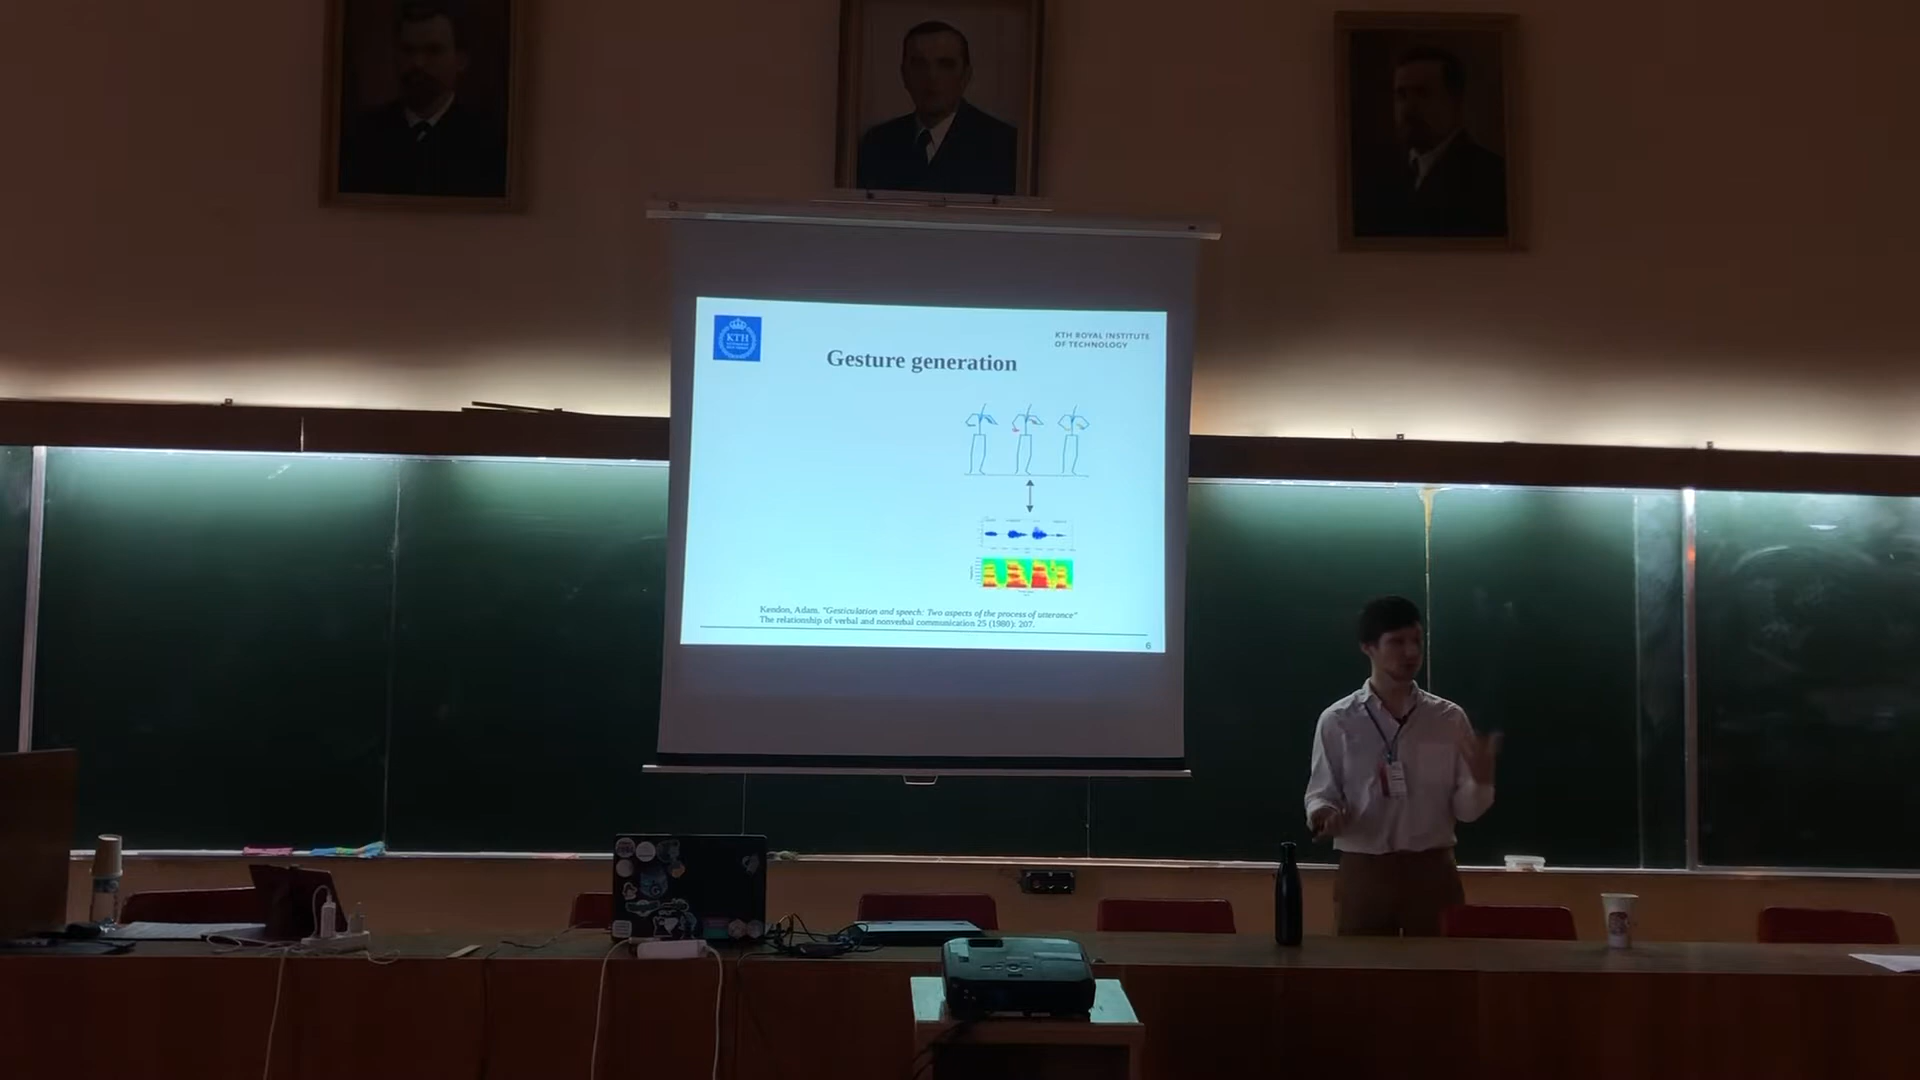 KTH
KTH ROYAL INSTITUTE
OF TECHNOLOGY
Gesture generation
Kendon, Adam. "Gesticulation and speech: Two aspects of the process of utterance"
The relationship of verbal and nonverbal communication 25 (1980): 207.
6